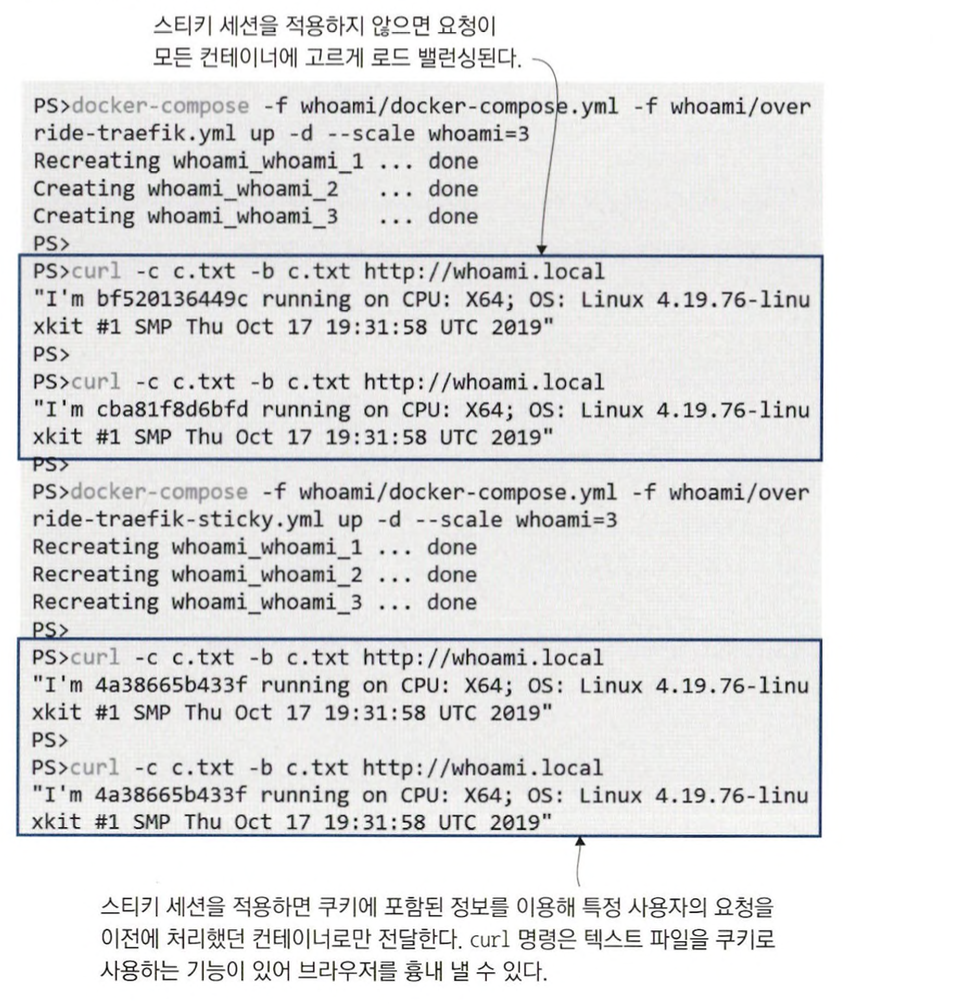 스티키 세션을 적용하지 않으면 요청이
모든 컨테이너에 고르게 로드 밸런싱된다.
PS>docker-compose -f whoami/docker-compose.yml -f whoami/over
ride-traefik.yml up -d --scale whoami=3
Recreating whoami_whoami_1 ... done
Creating whoami_whoami_2 ... done
Creating whoami_whoami_3 ... done
PS>
PS>curl -c c.txt -b c.txt http://whoami.local
"I'm bf520136449c running on CPU: X64; OS: Linux 4.19.76-linu
xkit #1 SMP Thu Oct 17 19:31:58 UTC 2019"
PS>
PS>curl -c c.txt -b c.txt http://whoami.local
"I'm cba81f8d6bfd running on CPU: X64; OS: Linux 4.19.76-linu
xkit #1 SMP Thu Oct 17 19:31:58 UTC 2019"
PS>
PS>docker-compose -f whoami/docker-compose.yml -f whoami/over
ride-traefik-sticky.yml up -d --scale whoami=3
Recreating whoami_whoami_1 ... done
Recreating whoami_whoami_2 ... done
Recreating whoami_whoami_3 ... done
PS>
PS>curl -c c.txt -b c.txt http://whoami.local
"I'm 4a38665b433f running on CPU: X64; OS: Linux 4.19.76-linu
xkit #1 SMP Thu Oct 17 19:31:58 UTC 2019"
PS>
PS>curl -c c.txt -b c.txt http://whoami.local
"I'm 4a38665b433f running on CPU: X64; OS: Linux 4.19.76-linu
xkit #1 SMP Thu Oct 17 19:31:58 UTC 2019"
스티키 세션을 적용하면 쿠키에 포함된 정보를 이용해 특정 사용자의 요청을
이전에 처리했던 컨테이너로만 전달한다. curl 명령은 텍스트 파일을 쿠키로
사용하는 기능이 있어 브라우저를 흉내 낼 수 있다.